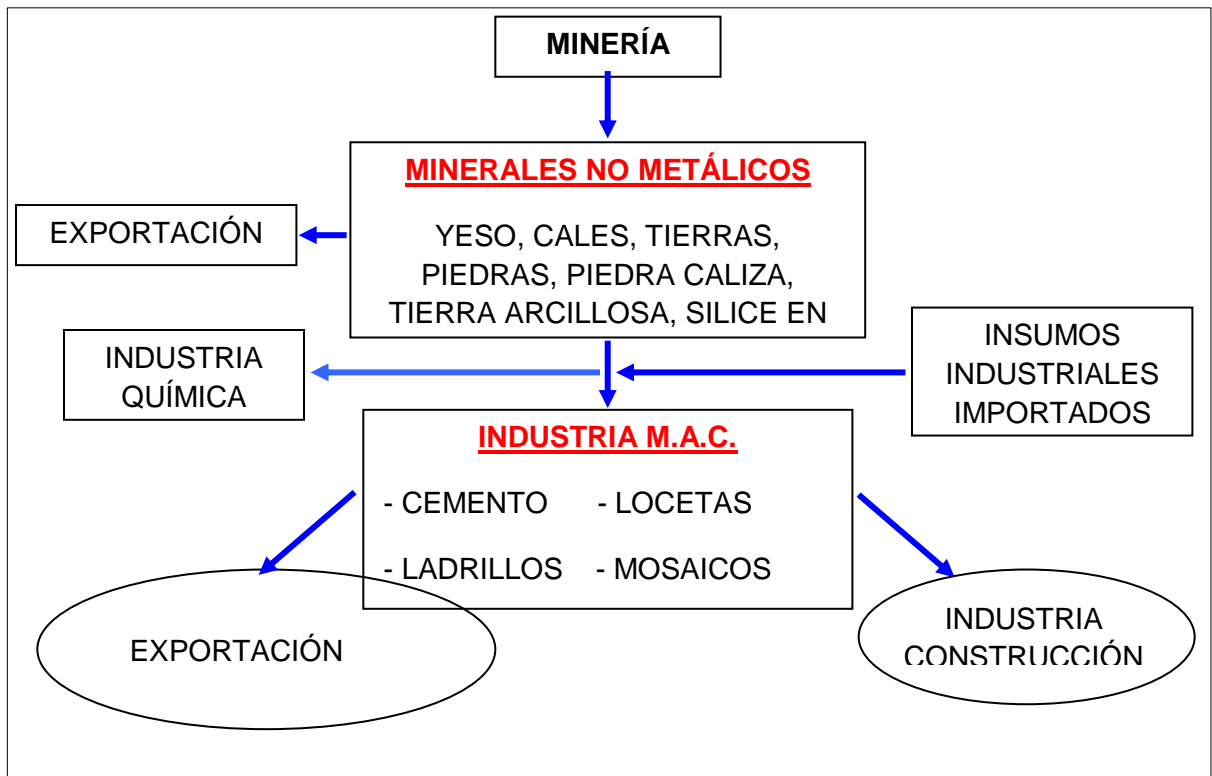 MINERÍA
MINERALES NO METÁLICOS
YESO, CALES, TIERRAS,
PIEDRAS, PIEDRA CALIZA,
TIERRA ARCILLOSA, SILICE EN
EXPORTACIÓN
INDUSTRIA
QUÍMICA
INSUMOS
INDUSTRIALES
IMPORTADOS
INDUSTRIA M.A.C.
- CEMENTO - LOCETAS
- LADRILLOS - MOSAICOS
EXPORTACIÓN
INDUSTRIA
CONSTRUCCIÓN